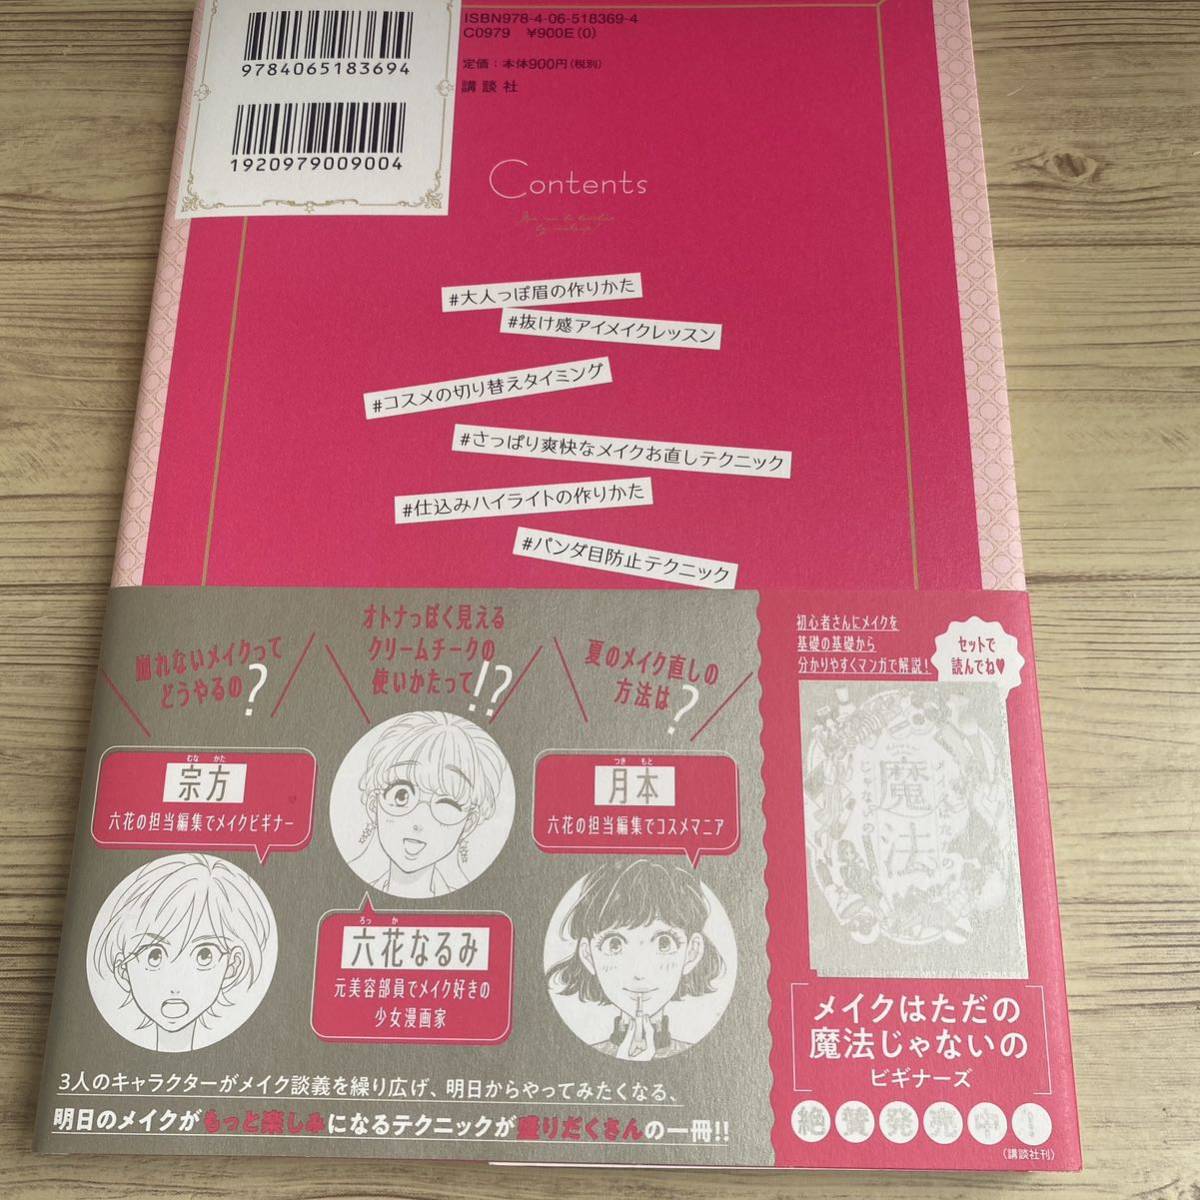 9784065183694
1920979009004
ISBN978-4-06-518369-4
C0979 ¥900E(0)
定価:本体900円(税別)
講談社
Contents
#大人っぽ眉の作りかた
#抜け感アイメイクレッスン
#コスメの切り替えタイミング
#さっぱり爽快なメイクお直しテクニック
#仕込みハイライトの作りかた
#パンダ目防止テクニック
崩れないメイクって
どうやるの?
オトナっぽく見える
クリームチークの
使いかたって!?
夏のメイク直しの
方法は?
むな かた
宗方
六花の担当編集でメイクビギナー
つき もと
月本
六花の担当編集でコスメマニア
ろっ か
六花なるみ
元美容部員でメイク好きの
少女漫画家
3人のキャラクターがメイク談義を繰り広げ、明日からやってみたくなる、
明日のメイクがもっと楽しみになるテクニックが盛りだくさんの一冊!!
初心者さんにメイクを
基礎の基礎から
分かりやすくマンガで解説!
セットで
読んでね♥
魔法
メイクはただの
魔法じゃないの
ビギナーズ
絶賛発売中!
(講談社刊)